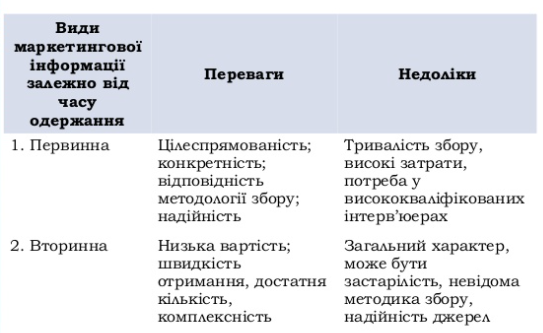 Види
маркетингової
інформації
залежно від
часу
одержання
Переваги
Недоліки
1. Первинна
Цілеспрямованість;
конкретність;
відповідність
методології збору;
надійність
Тривалість збору,
високі затрати,
потреба у
висококваліфікованих
інтерв'юерах
2. Вторинна
Низька вартість;
швидкість
отримання, достатня
кількість,
комплексність
Загальний характер,
може бути
застарілість, невідома
методика збору,
надійність джерел